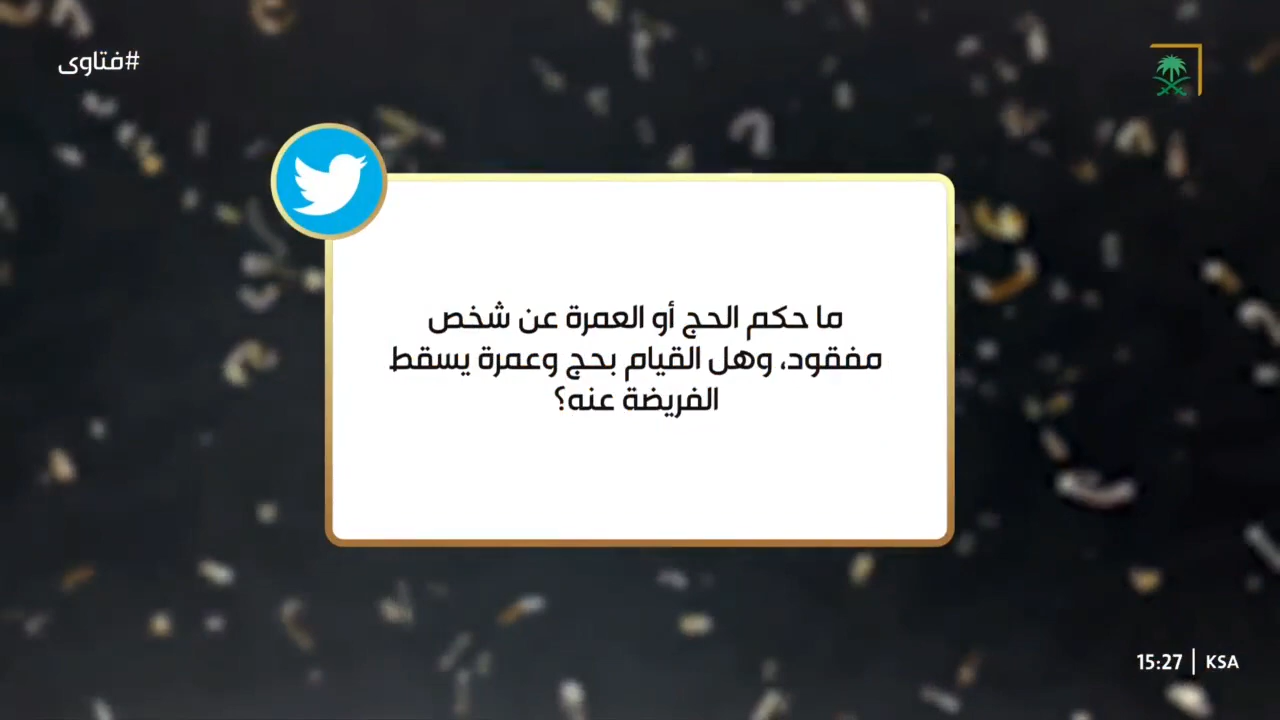 #فتاوى
ما حكم الحج أو العمرة عن شخص
مفقود، وهل القيام بحج وعمرة يسقط
الفريضة عنه؟
15:27 | KSA